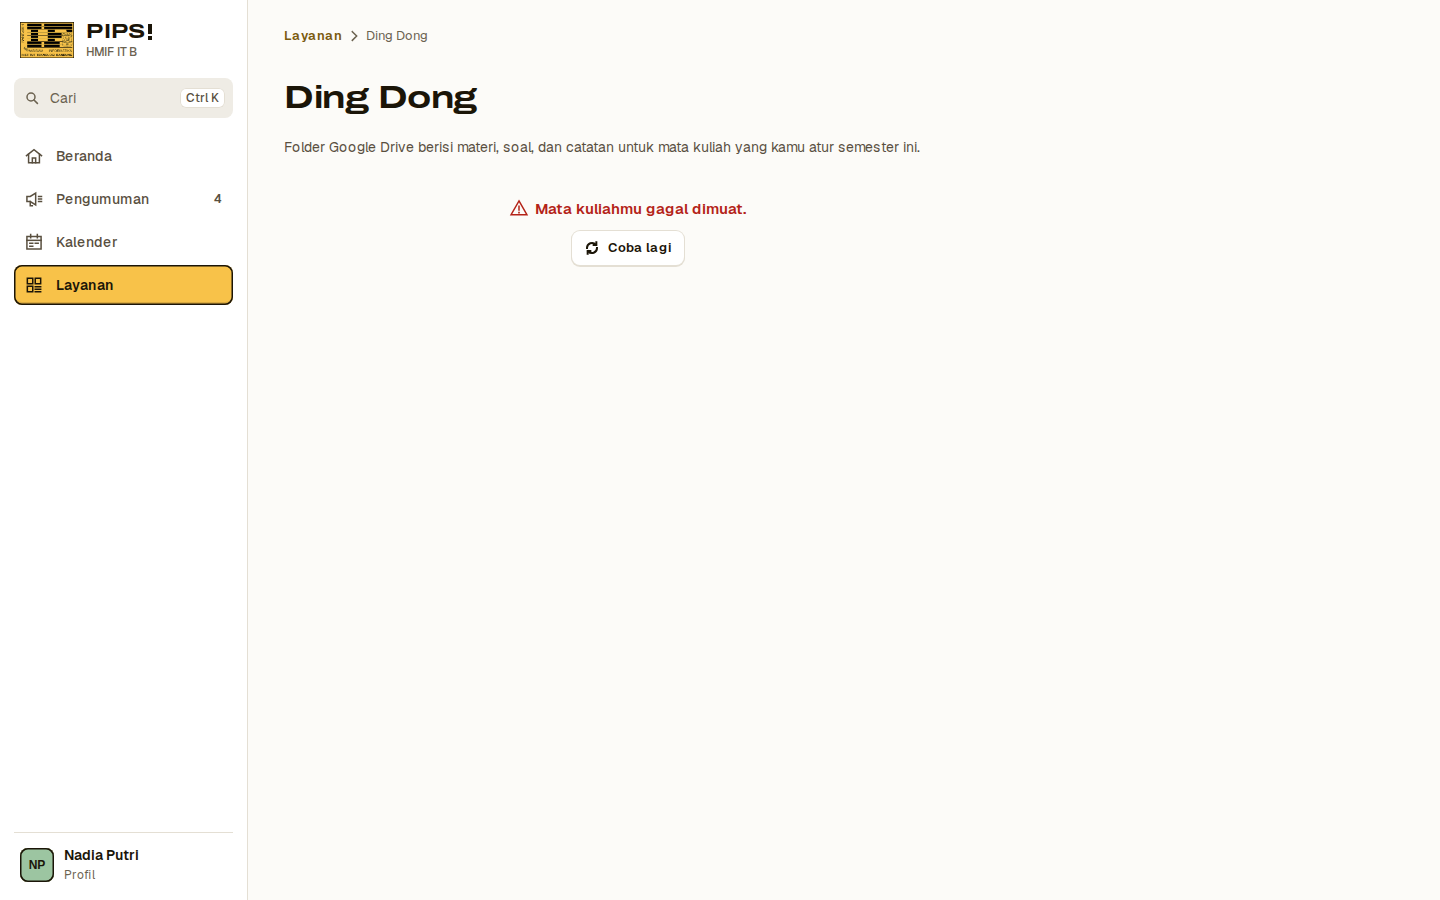 PIPS!
HMIF ITB
Cari
Ctrl K
Beranda
Pengumuman
4
Kalender
Layanan
Nadia Putri
Profil
NP
Layanan > Ding Dong
Ding Dong
Folder Google Drive berisi materi, soal, dan catatan untuk mata kuliah yang kamu atur semester ini.
Mata kuliahmu gagal dimuat.
Coba lagi